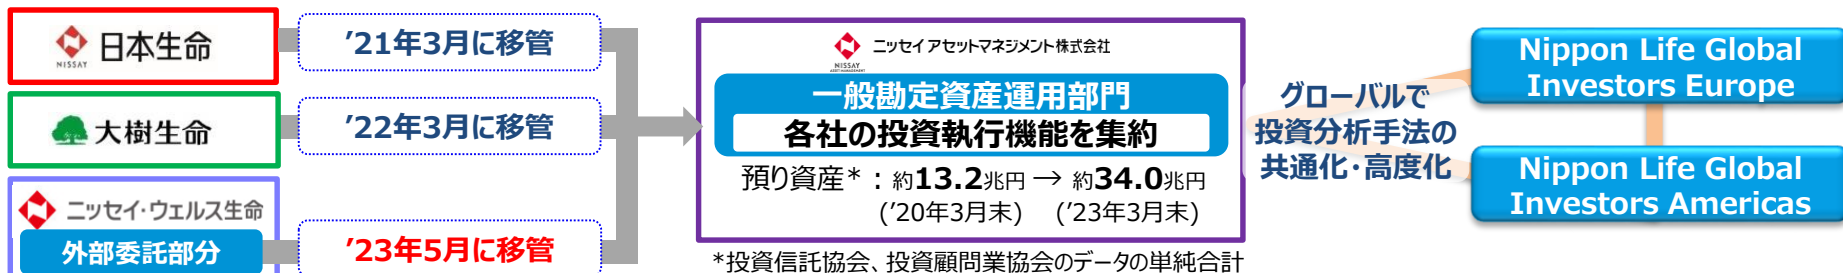 NISSAY
日本生命
’21年3月に移管
大樹生命
’22年3月に移管
ニッセイ・ウェルス生命
外部委託部分
’23年5月に移管
NISSAY
ASSET MANAGEMENT
ニッセイ アセットマネジメント株式会社
一般勘定資産運用部門
各社の投資執行機能を集約
預り資産*：約13.2兆円 → 約34.0兆円
(’20年3月末) (’23年3月末)
*投資信託協会、投資顧問業協会のデータの単純合計
グローバルで
投資分析手法の
共通化・高度化
Nippon Life Global
Investors Europe
Nippon Life Global
Investors Americas